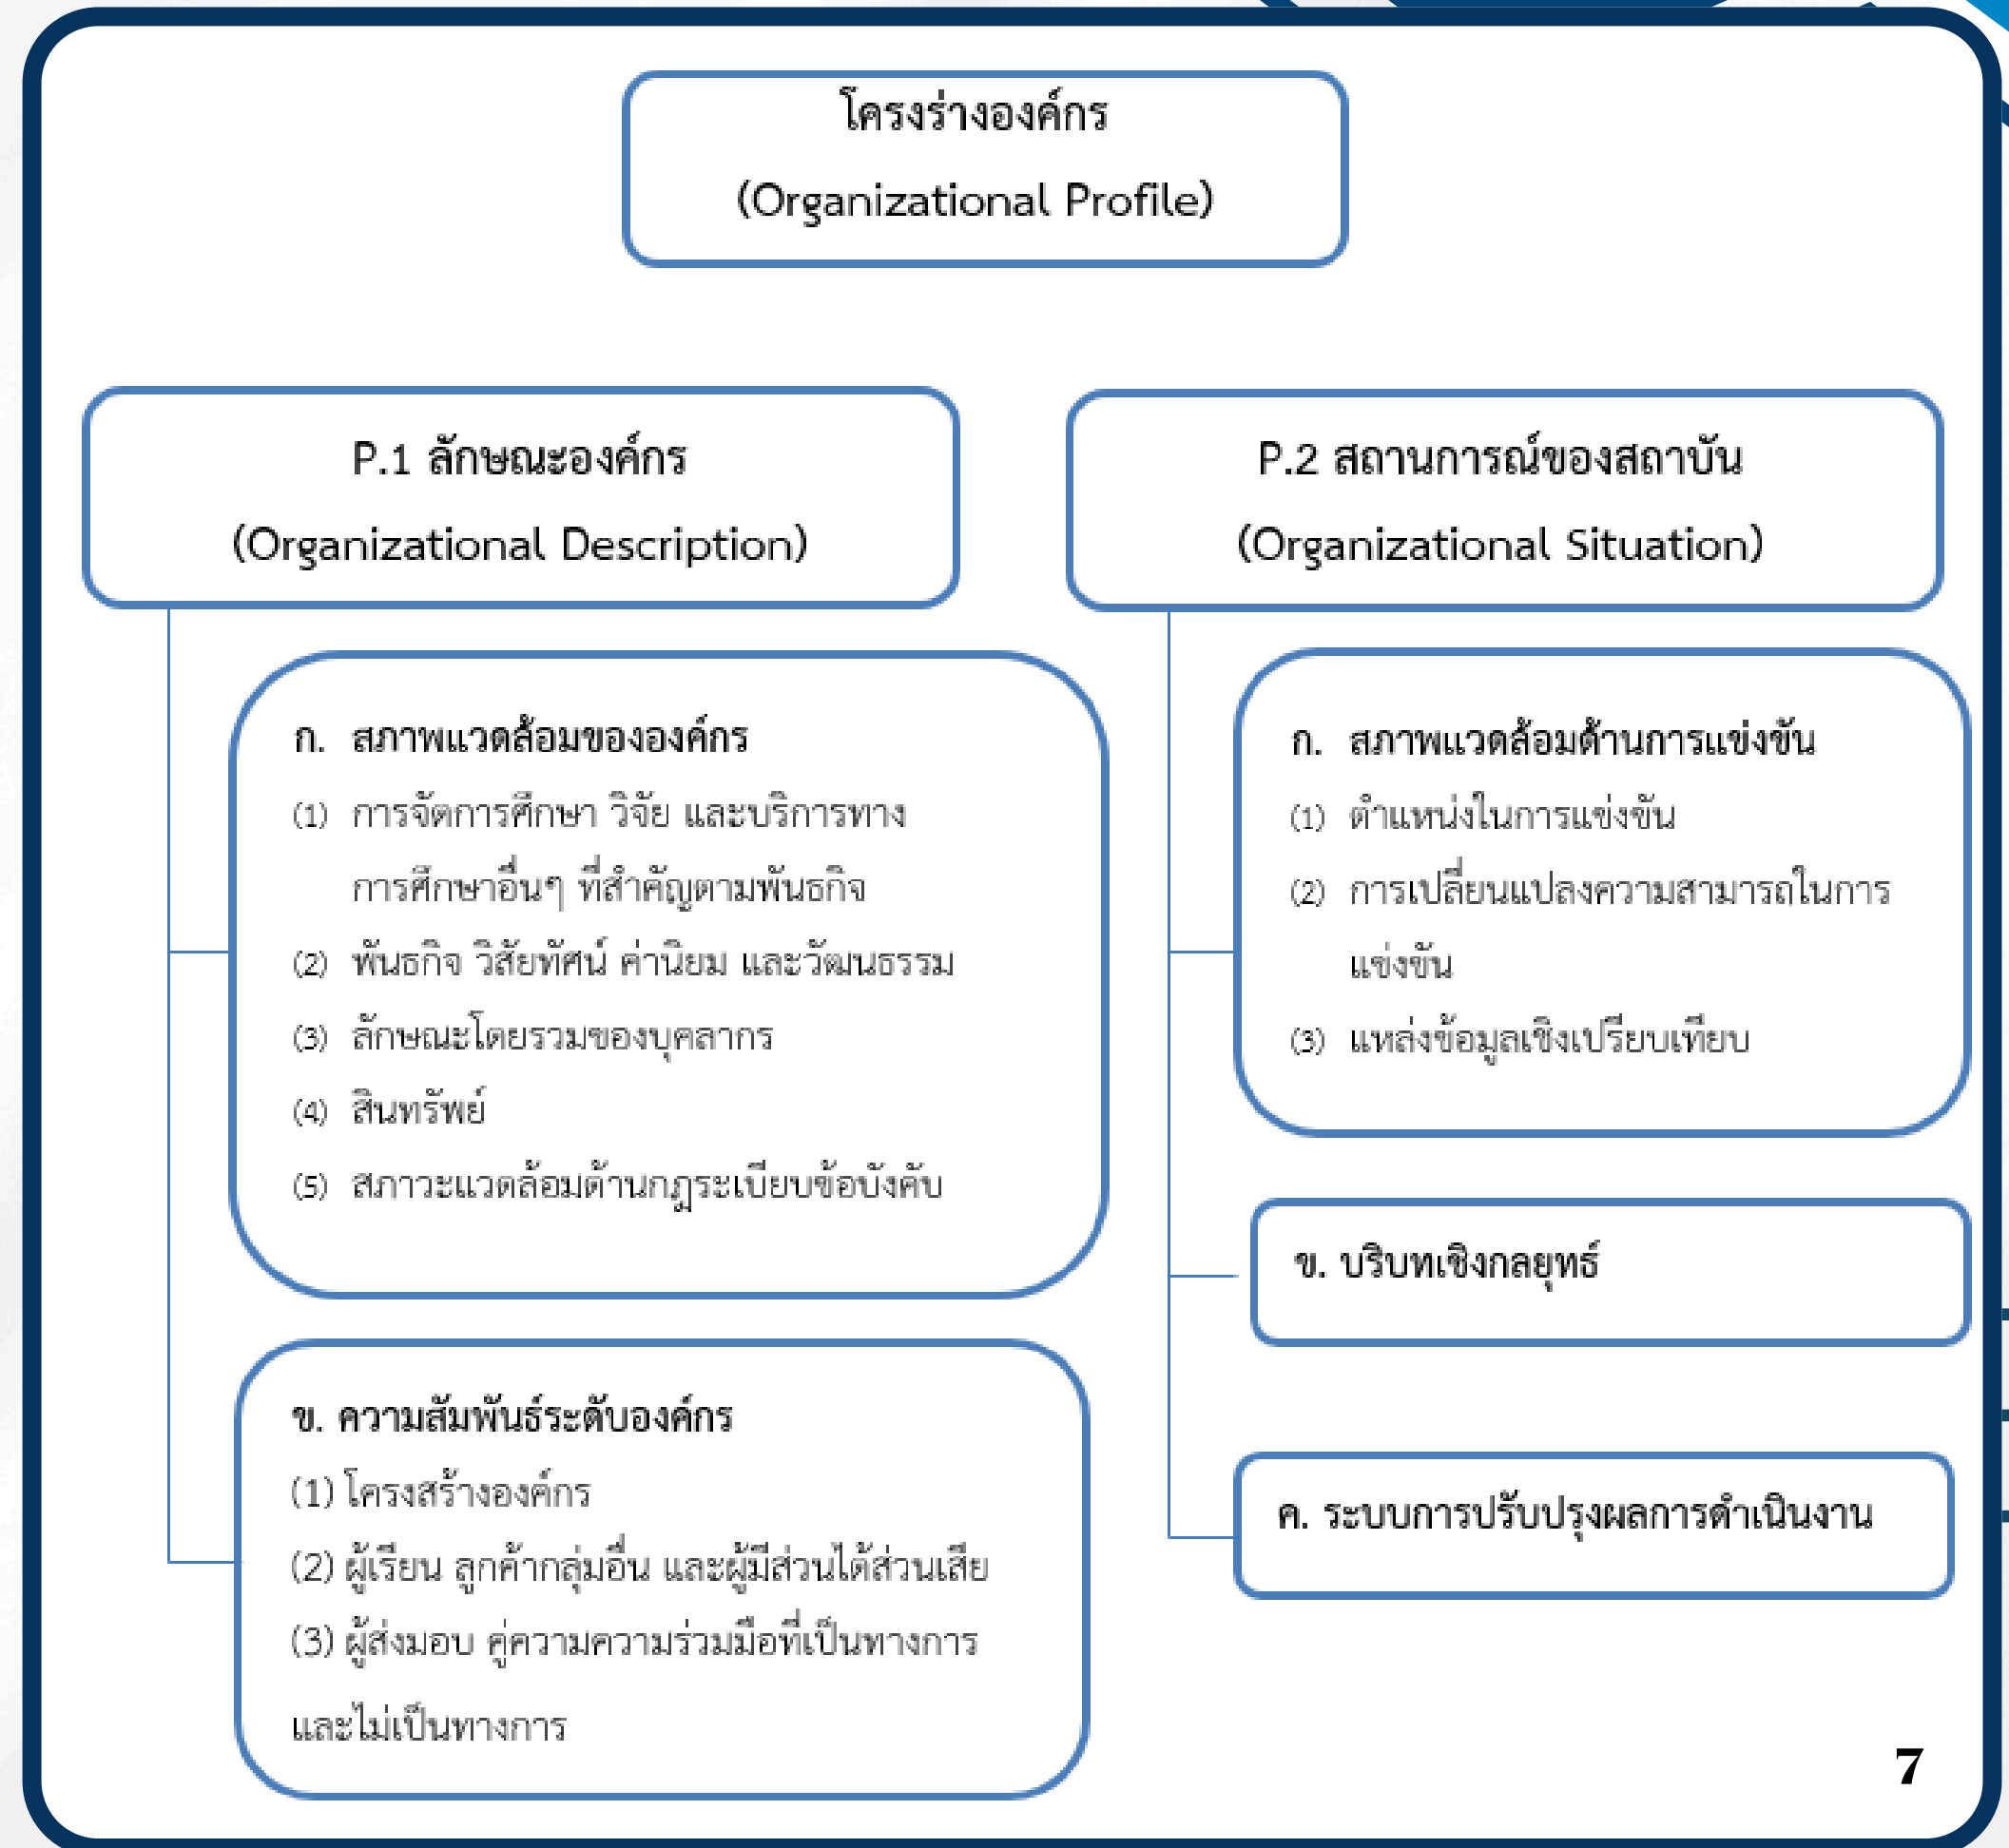 โครงร่างองค์กร
(Organizational Profile)
P.1 ลักษณะองค์กร
(Organizational Description)
ก. สภาพแวดล้อมขององค์กร
(1) การจัดการศึกษา วิจัย และบริการทาง
การศึกษาอื่นๆ ที่สำคัญตามพันธกิจ
(2) พันธกิจ วิสัยทัศน์ ค่านิยม และวัฒนธรรม
(3) ลักษณะโดยรวมของบุคลากร
(4) สินทรัพย์
(5) สภาวะแวดล้อมด้านกฎระเบียบข้อบังคับ
ข. ความสัมพันธ์ระดับองค์กร
(1) โครงสร้างองค์กร
(2) ผู้เรียน ลูกค้ากลุ่มอื่น และผู้มีส่วนได้ส่วนเสีย
(3) ผู้ส่งมอบ คู่ความความร่วมมือที่เป็นทางการ
และไม่เป็นทางการ
P.2 สถานการณ์ของสถาบัน
(Organizational Situation)
ก. สภาพแวดล้อมด้านการแข่งขัน
(1) ตำแหน่งในการแข่งขัน
(2) การเปลี่ยนแปลงความสามารถในการ
แข่งขัน
(3) แหล่งข้อมูลเชิงเปรียบเทียบ
ข. บริบทเชิงกลยุทธ์
ค. ระบบการปรับปรุงผลการดำเนินงาน
7